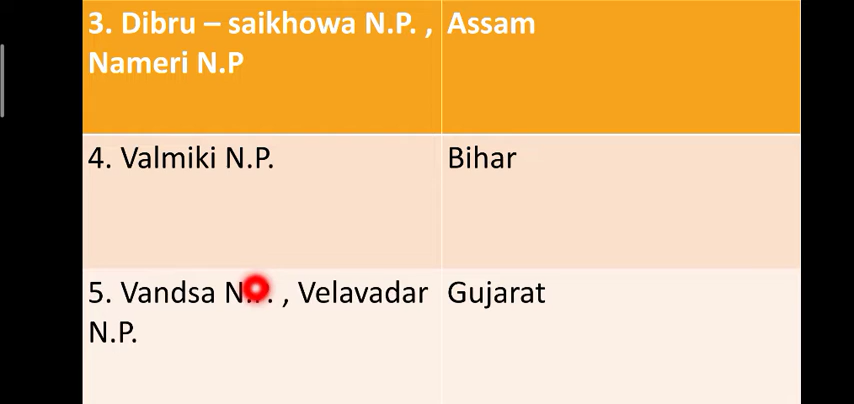 3. Dibru – saikhowa N.P. , Assam
Nameri N.P
4. Valmiki N.P. Bihar
5. Vandsa N.P. , Velavadar Gujarat
N.P.